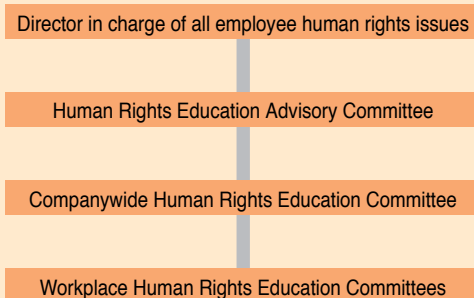 Director in charge of all employee human rights issues
Human Rights Education Advisory Committee
Companywide Human Rights Education Committee
Workplace Human Rights Education Committees